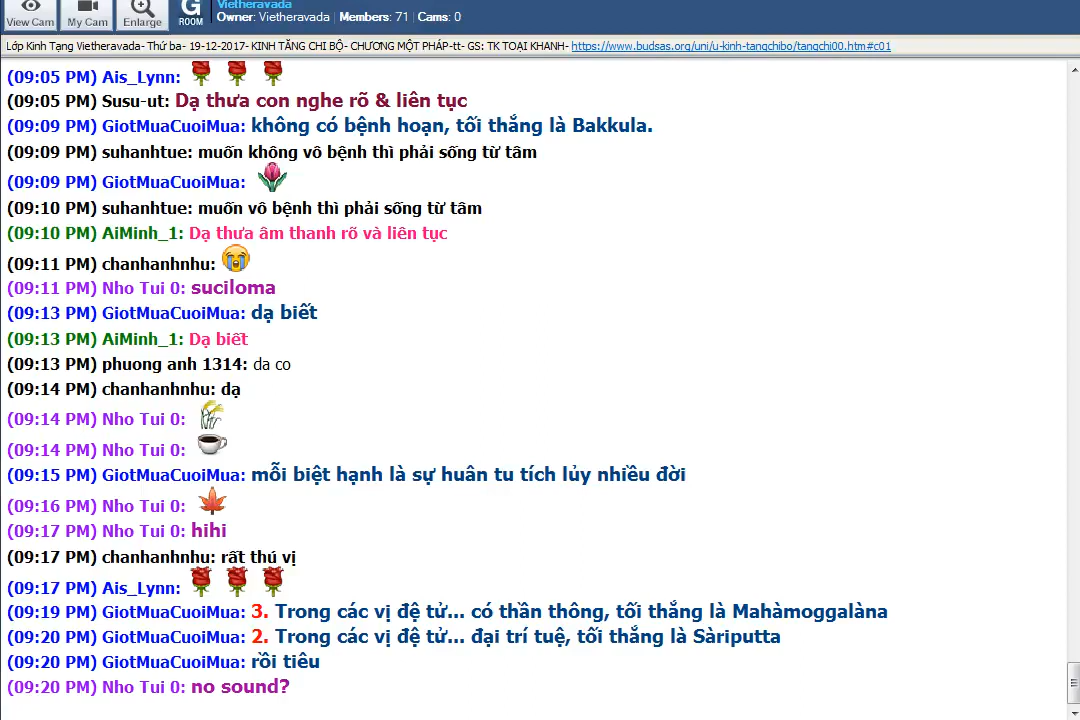 View Cam My Cam Enlarge G ROOM
Vietheravada
Owner: Vietheravada | Members: 71 | Cams: 0
Lớp Kinh Tạng Vietheravada- Thứ ba- 19-12-2017- KINH TĂNG CHI BỘ- CHƯƠNG MỘT PHÁP-tt- GS: TK TOẠI KHANH- https://www.budsas.org/uni/u-kinh-tangchibo/tangchi00.htm#c01
(09:05 PM) Ais_Lynn:
(09:05 PM) Susu-ut: Dạ thưa con nghe rõ & liên tục
(09:09 PM) GiotMuaCuoiMua: không có bệnh hoạn, tối thắng là Bakkula.
(09:09 PM) suhanhtue: muốn không vô bệnh thì phải sống từ tâm
(09:09 PM) GiotMuaCuoiMua:
(09:10 PM) suhanhtue: muốn vô bệnh thì phải sống từ tâm
(09:10 PM) AiMinh_1: Dạ thưa âm thanh rõ và liên tục
(09:11 PM) chanhanhnhu:
(09:11 PM) Nho Tui 0: suciloma
(09:13 PM) GiotMuaCuoiMua: dạ biết
(09:13 PM) AiMinh_1: Dạ biết
(09:13 PM) phuong anh 1314: da co
(09:14 PM) chanhanhnhu: dạ
(09:14 PM) Nho Tui 0:
(09:14 PM) Nho Tui 0:
(09:15 PM) GiotMuaCuoiMua: mỗi biệt hạnh là sự huân tu tích lủy nhiều đời
(09:16 PM) Nho Tui 0:
(09:17 PM) Nho Tui 0: hihi
(09:17 PM) chanhanhnhu: rất thú vị
(09:17 PM) Ais_Lynn:
(09:19 PM) GiotMuaCuoiMua: 3. Trong các vị đệ tử... có thần thông, tối thắng là Mahàmoggalàna
(09:20 PM) GiotMuaCuoiMua: 2. Trong các vị đệ tử... đại trí tuệ, tối thắng là Sàriputta
(09:20 PM) GiotMuaCuoiMua: rồi tiêu
(09:20 PM) Nho Tui 0: no sound?